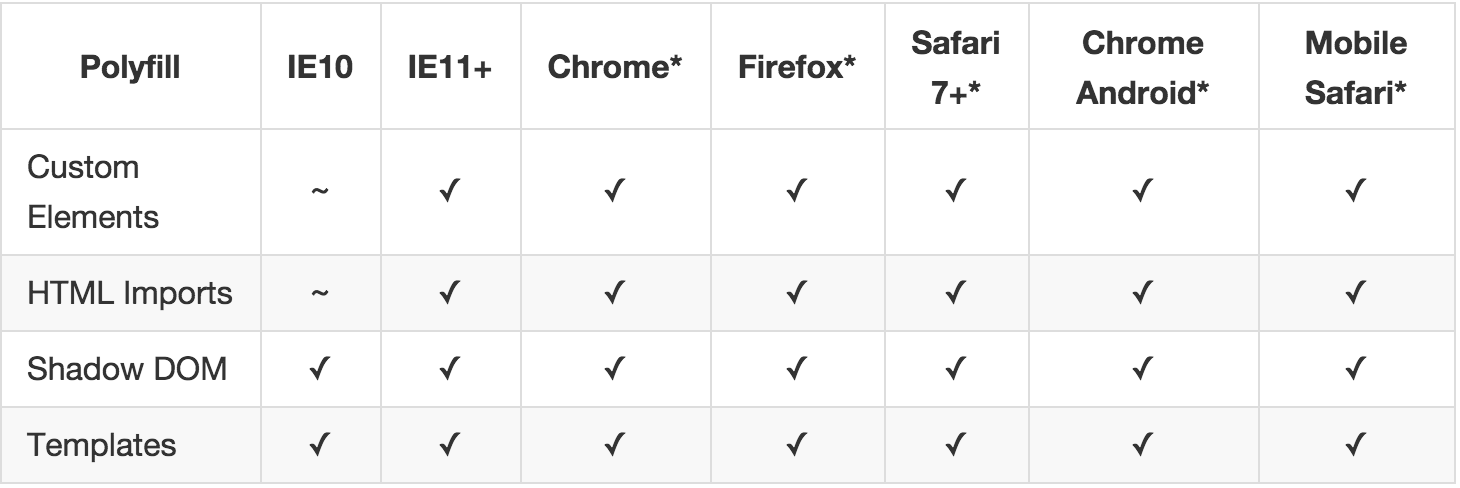 Polyfill IE10 IE11+ Chrome* Firefox* Safari 7+* Chrome Android* Mobile Safari*
Custom Elements ~ ✓ ✓ ✓ ✓ ✓ ✓
HTML Imports ~ ✓ ✓ ✓ ✓ ✓ ✓
Shadow DOM ✓ ✓ ✓ ✓ ✓ ✓ ✓
Templates ✓ ✓ ✓ ✓ ✓ ✓ ✓